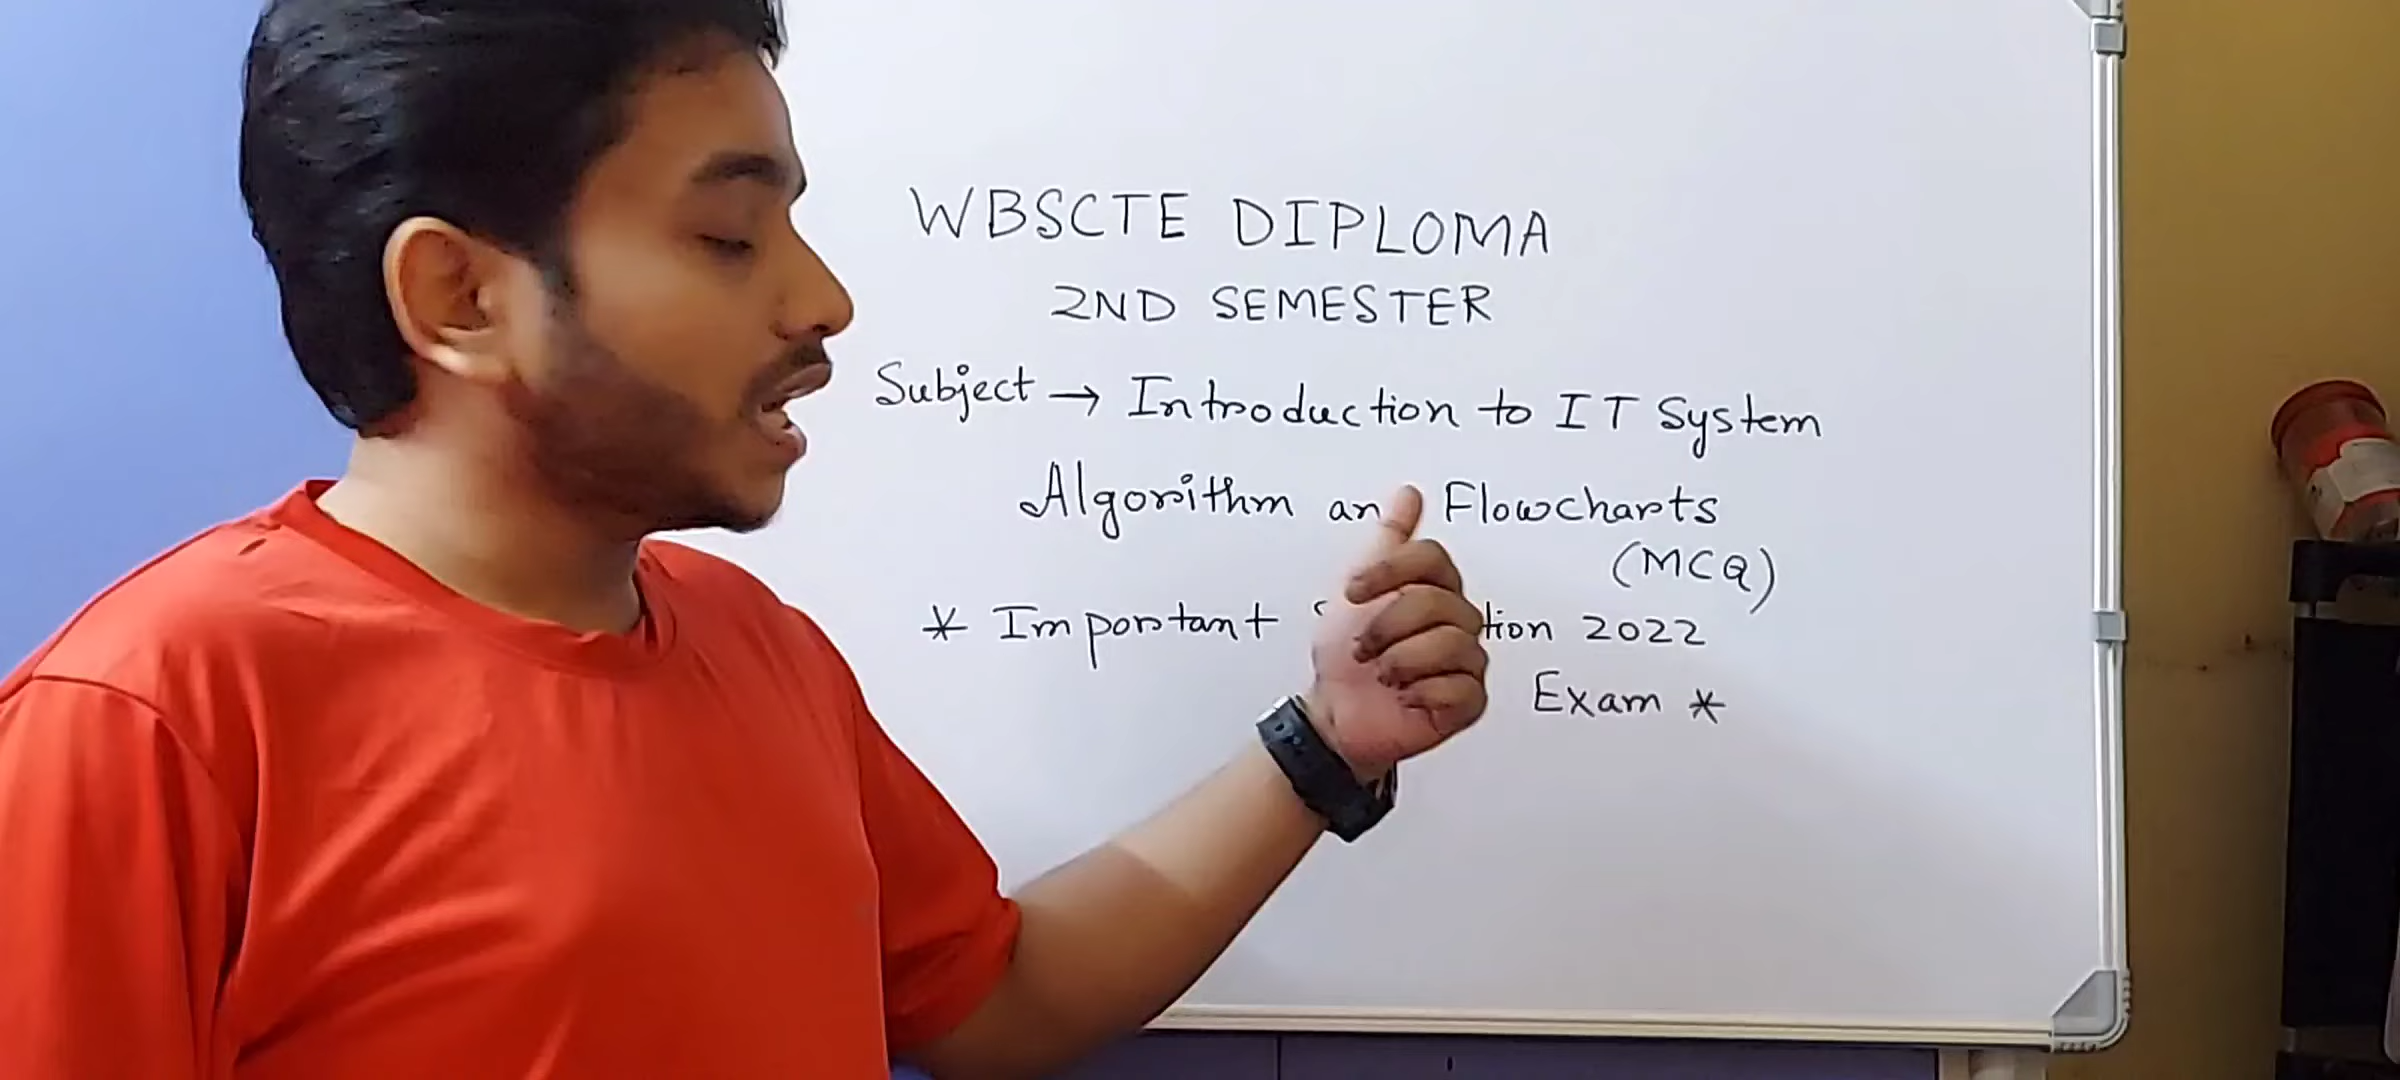 WBSCTE DIPLOMA
2ND SEMESTER
Subject → Introduction to IT System
Algorithm an Flowcharts
(MCQ)
* Important tion 2022
Exam *